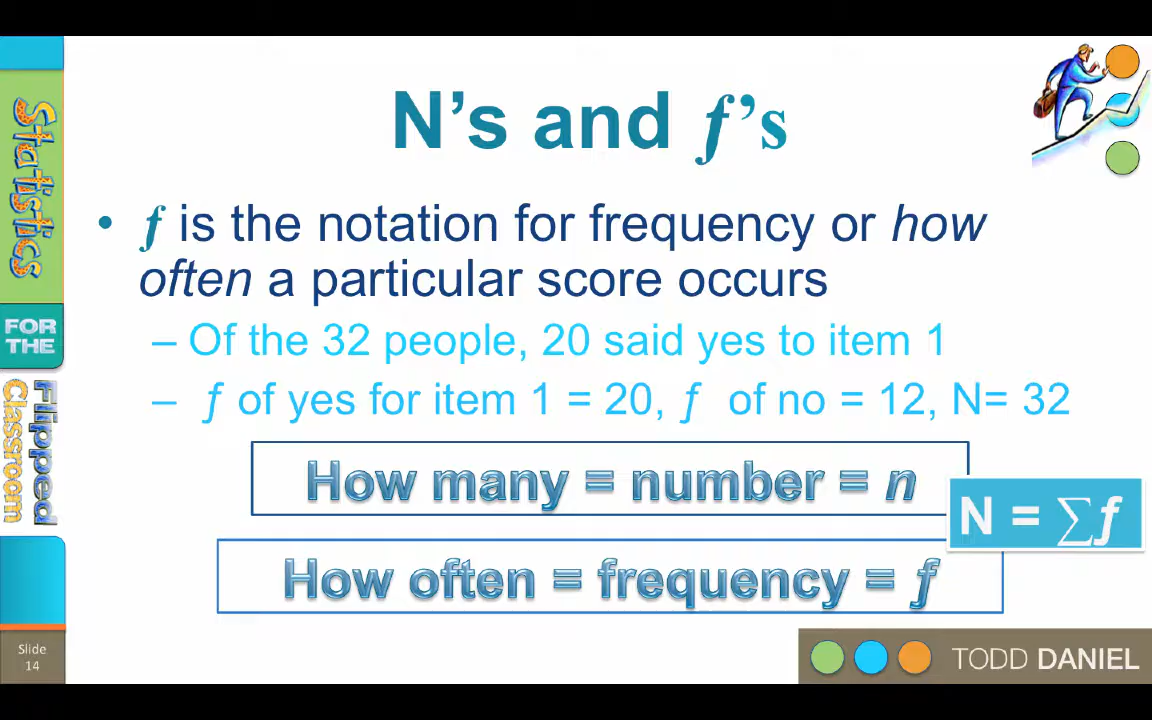 Statistics
FOR
THE
Flipped
Classroom
Slide
14
N’s and ƒ’s
• ƒ is the notation for frequency or how
often a particular score occurs
– Of the 32 people, 20 said yes to item 1
– ƒ of yes for item 1 = 20, ƒ of no = 12, N= 32
How many = number = n
N = ∑ƒ
How often = frequency = ƒ
TODD DANIEL